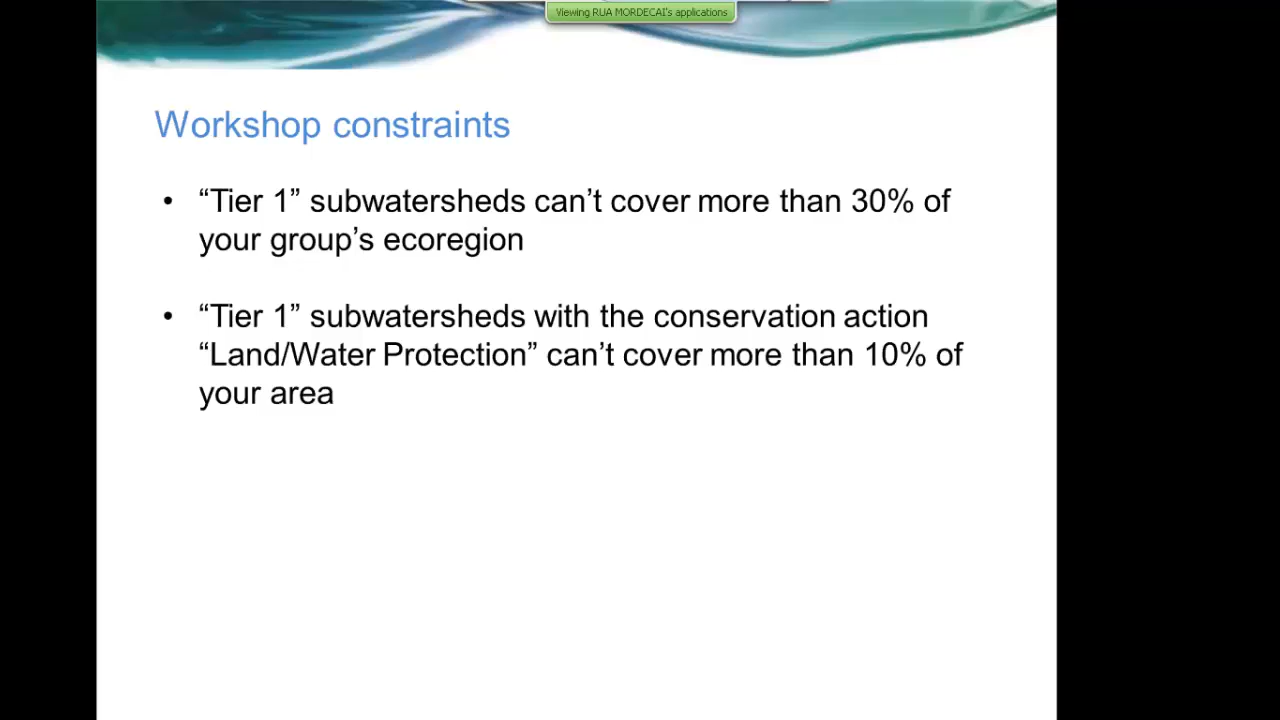 Viewing RUA MORDECAI's applications
Workshop constraints
• “Tier 1” subwatersheds can’t cover more than 30% of
your group’s ecoregion
• “Tier 1” subwatersheds with the conservation action
“Land/Water Protection” can’t cover more than 10% of
your area